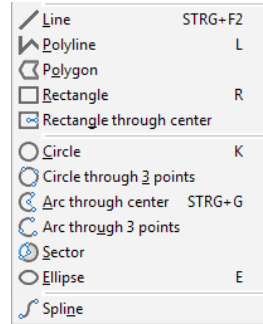 Line STRG+F2
Polyline L
Polygon
Rectangle R
Rectangle through center
Circle K
Circle through 3 points
Arc through center STRG+G
Arc through 3 points
Sector
Ellipse E
Spline